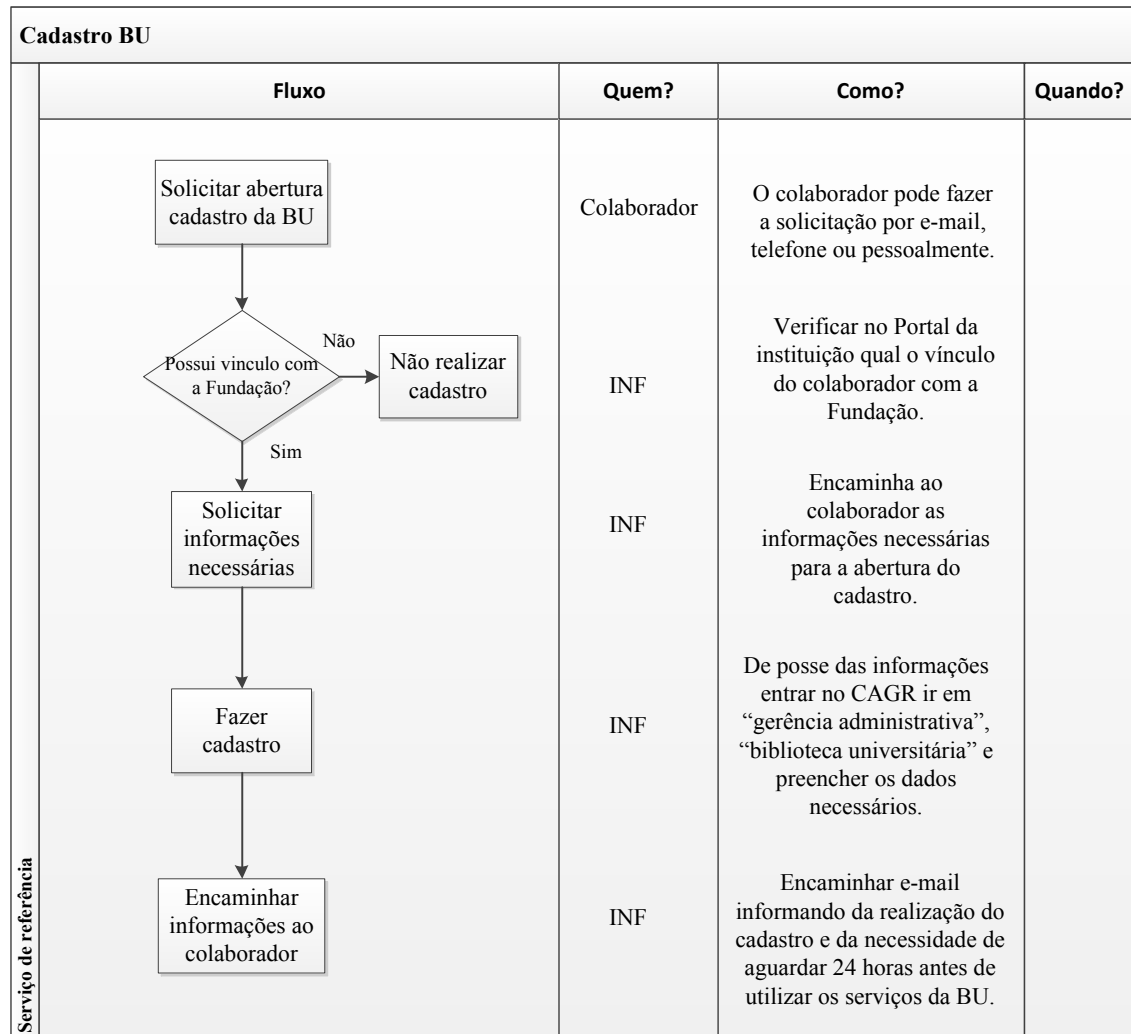 Cadastro BU
Fluxo
Quem?
Como?
Quando?
Solicitar abertura
cadastro da BU
Colaborador
O colaborador pode fazer
a solicitação por e-mail,
telefone ou pessoalmente.
Possui vinculo com
a Fundação?
Não
Não realizar
cadastro
Sim
INF
Verificar no Portal da
instituição qual o vínculo
do colaborador com a
Fundação.
Solicitar
informações
necessárias
INF
Encaminha ao
colaborador as
informações necessárias
para a abertura do
cadastro.
Fazer
cadastro
INF
De posse das informações
entrar no CAGR ir em
“gerência administrativa”,
“biblioteca universitária” e
preencher os dados
necessários.
Encaminhar
informações ao
colaborador
INF
Encaminhar e-mail
informando da realização do
cadastro e da necessidade de
aguardar 24 horas antes de
utilizar os serviços da BU.
Serviço de referência